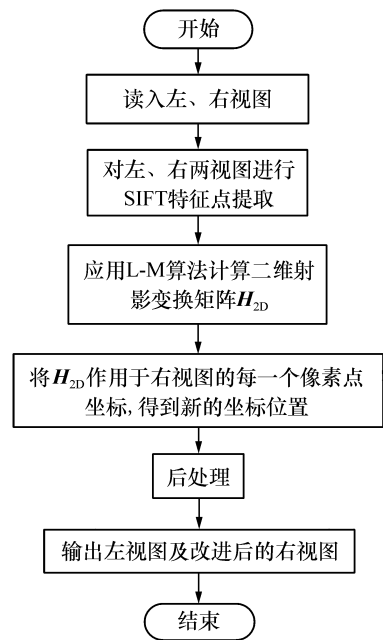 开始
读入左、右视图
对左、右两视图进行
SIFT特征点提取
应用L-M算法计算二维射
影变换矩阵H2D
将H2D作用于右视图的每一个像素点
坐标,得到新的坐标位置
后处理
输出左视图及改进后的右视图
结束